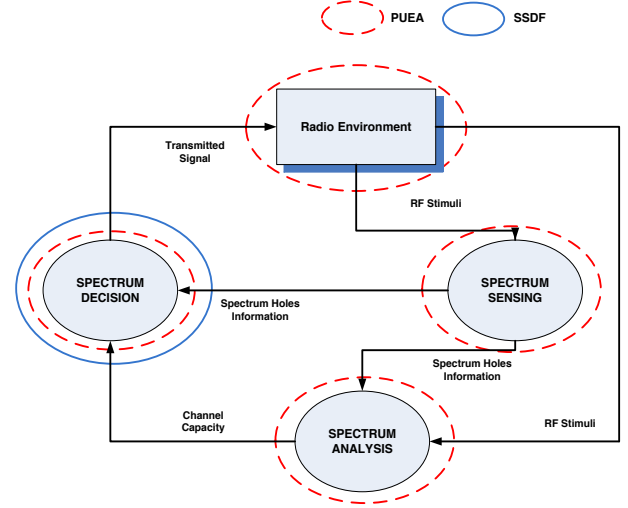 PUEA
SSDF
Radio Environment
Transmitted
Signal
RF Stimuli
SPECTRUM
DECISION
SPECTRUM
SENSING
Spectrum Holes
Information
Spectrum Holes
Information
Channel
Capacity
SPECTRUM
ANALYSIS
RF Stimuli